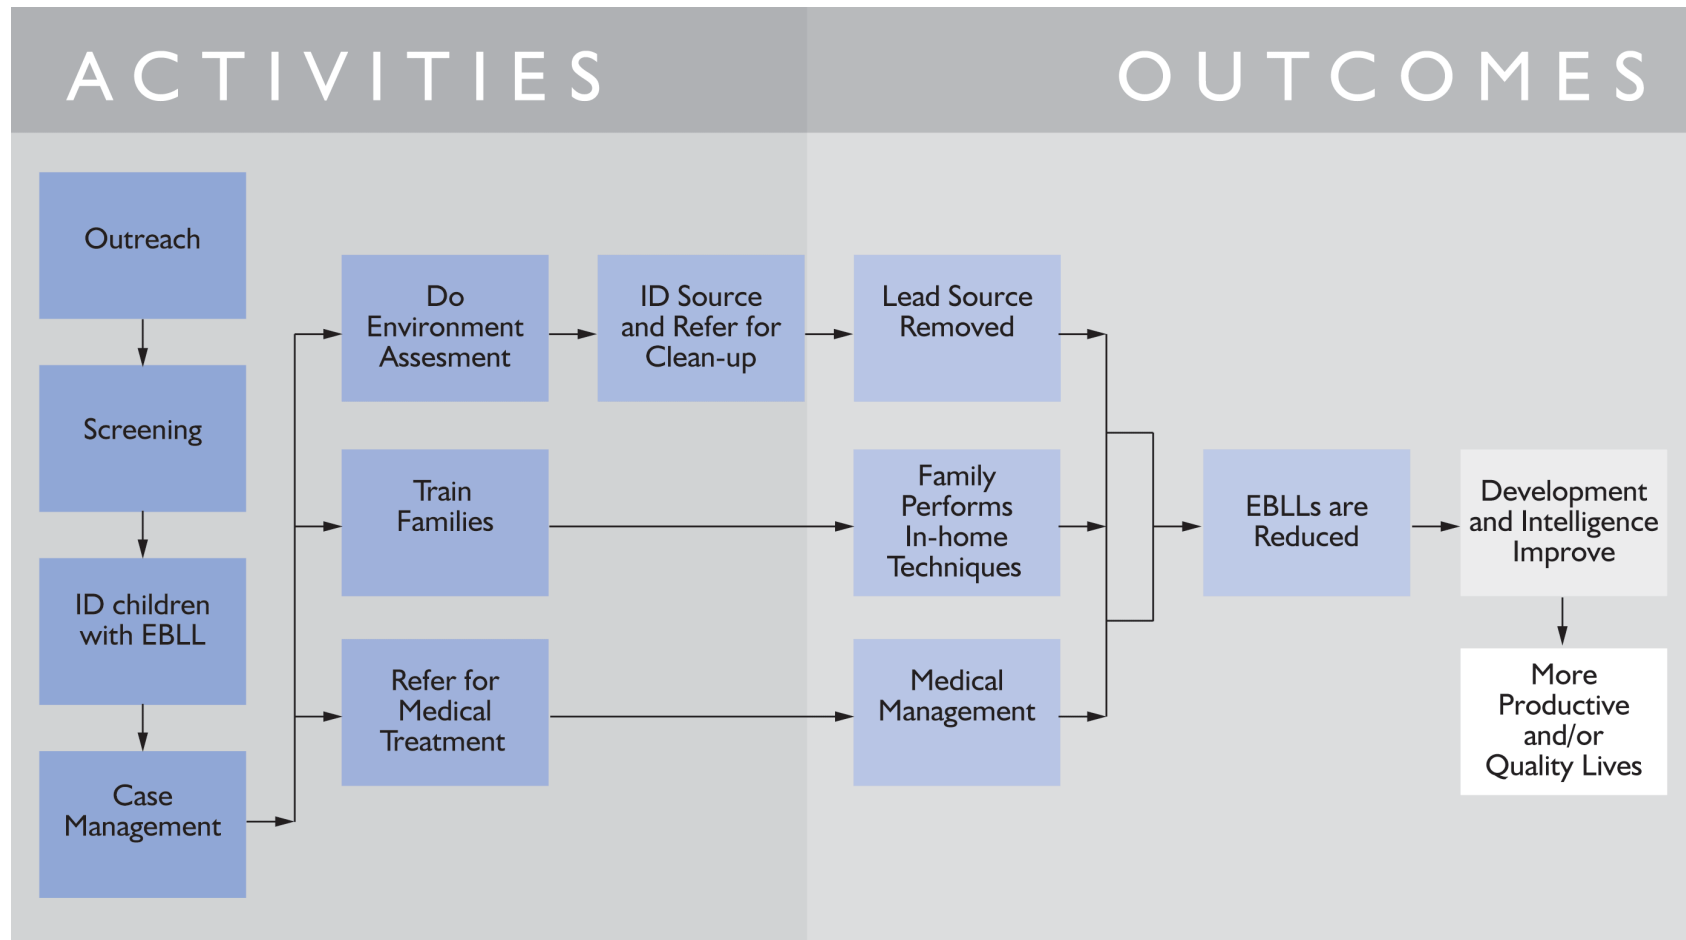 ACTIVITIES
OUTCOMES
Outreach
Screening
ID children
with EBLL
Case
Management
Do
Environment
Assesment
ID Source
and Refer for
Clean-up
Lead Source
Removed
Train
Families
Family
Performs
In-home
Techniques
Refer for
Medical
Treatment
Medical
Management
EBLLs are
Reduced
Development
and Intelligence
Improve
More
Productive
and/or
Quality Lives